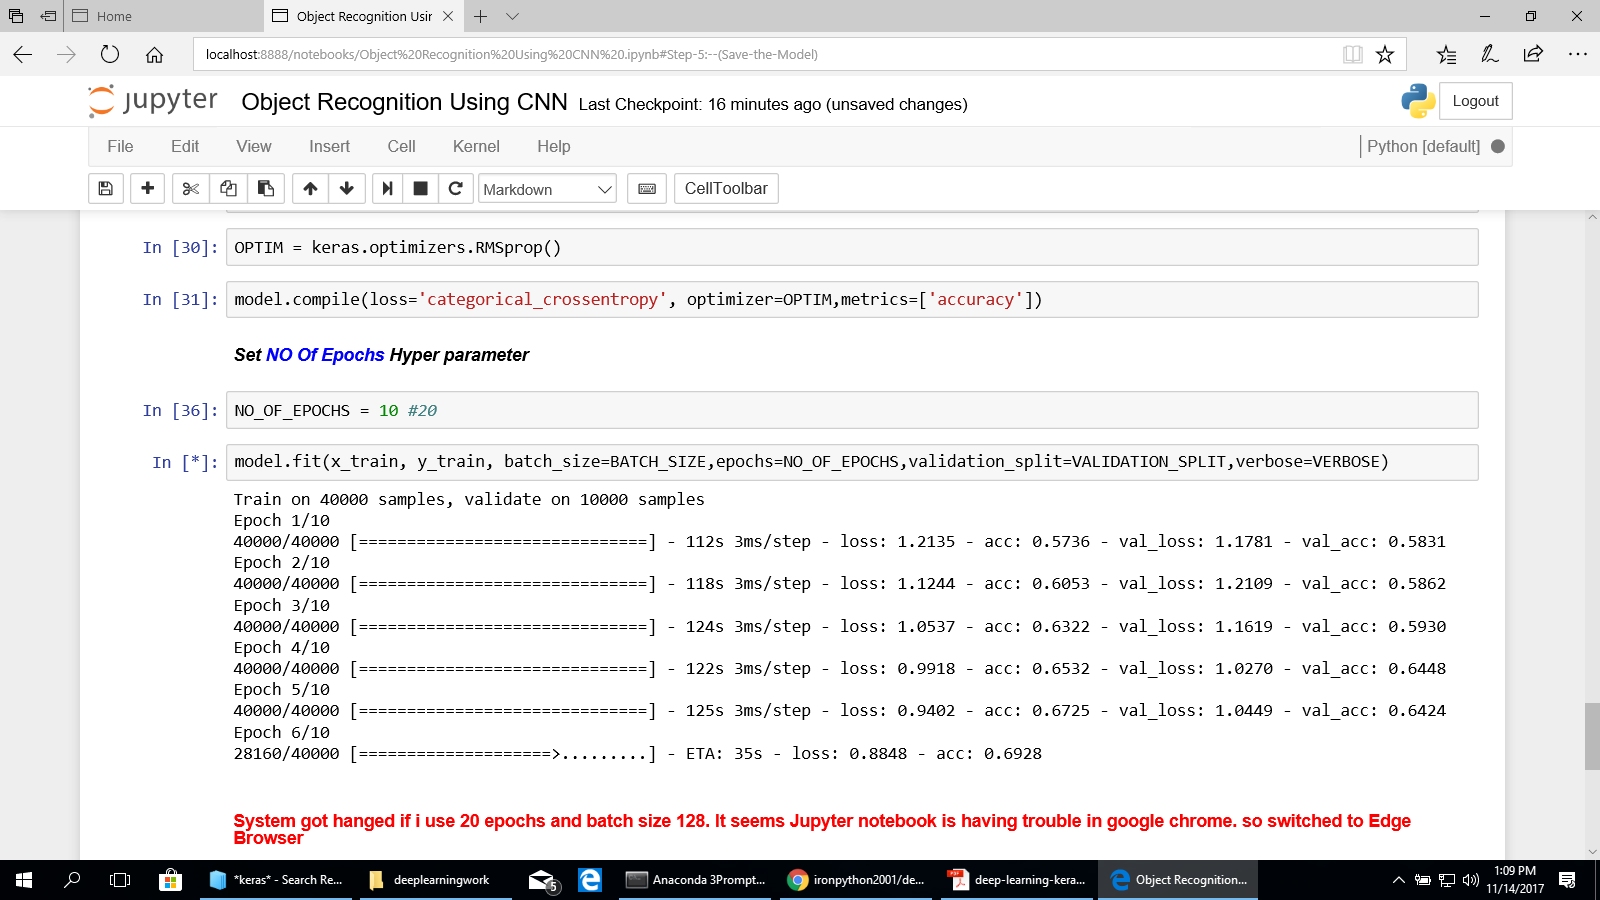 Home
Object Recognition Usir
localhost:8888/notebooks/Object%20Recognition%20Using%20CNN%20.ipynb#Step-5:--(Save-the-Model)
jupyter Object Recognition Using CNN Last Checkpoint: 16 minutes ago (unsaved changes)
Logout
File Edit View Insert Cell Kernel Help
Python [default]
Markdown
CellToolbar
In [30]: OPTIM = keras.optimizers.RMSprop()
In [31]: model.compile(loss='categorical_crossentropy', optimizer=OPTIM,metrics=['accuracy'])
Set NO Of Epochs Hyper parameter
In [36]: NO_OF_EPOCHS = 10 #20
In [*]: model.fit(x_train, y_train, batch_size=BATCH_SIZE,epochs=NO_OF_EPOCHS,validation_split=VALIDATION_SPLIT,verbose=VERBOSE)
Train on 40000 samples, validate on 10000 samples
Epoch 1/10
40000/40000 [==============================] - 112s 3ms/step - loss: 1.2135 - acc: 0.5736 - val_loss: 1.1781 - val_acc: 0.5831
Epoch 2/10
40000/40000 [==============================] - 118s 3ms/step - loss: 1.1244 - acc: 0.6053 - val_loss: 1.2109 - val_acc: 0.5862
Epoch 3/10
40000/40000 [==============================] - 124s 3ms/step - loss: 1.0537 - acc: 0.6322 - val_loss: 1.1619 - val_acc: 0.5930
Epoch 4/10
40000/40000 [==============================] - 122s 3ms/step - loss: 0.9918 - acc: 0.6532 - val_loss: 1.0270 - val_acc: 0.6448
Epoch 5/10
40000/40000 [==============================] - 125s 3ms/step - loss: 0.9402 - acc: 0.6725 - val_loss: 1.0449 - val_acc: 0.6424
Epoch 6/10
28160/40000 [====================>.........] - ETA: 35s - loss: 0.8848 - acc: 0.6928
System got hanged if i use 20 epochs and batch size 128. It seems Jupyter notebook is having trouble in google chrome. so switched to Edge
Browser
*keras* - Search Re...
deeplearningwork
5
Anaconda 3Prompt...
ironpython2001/de...
deep-learning-kera...
Object Recognition...
1:09 PM
11/14/2017